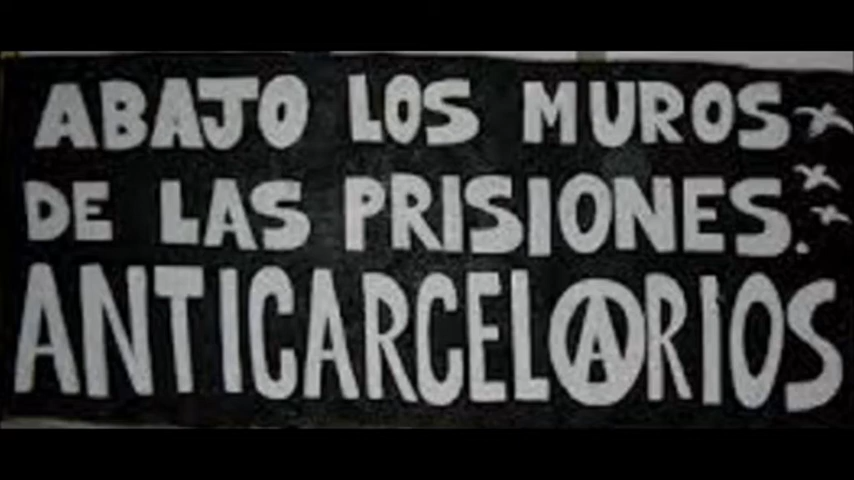 ABAJO LOS MUROS
DE LAS PRISIONES.
ANTICARCELARIOS